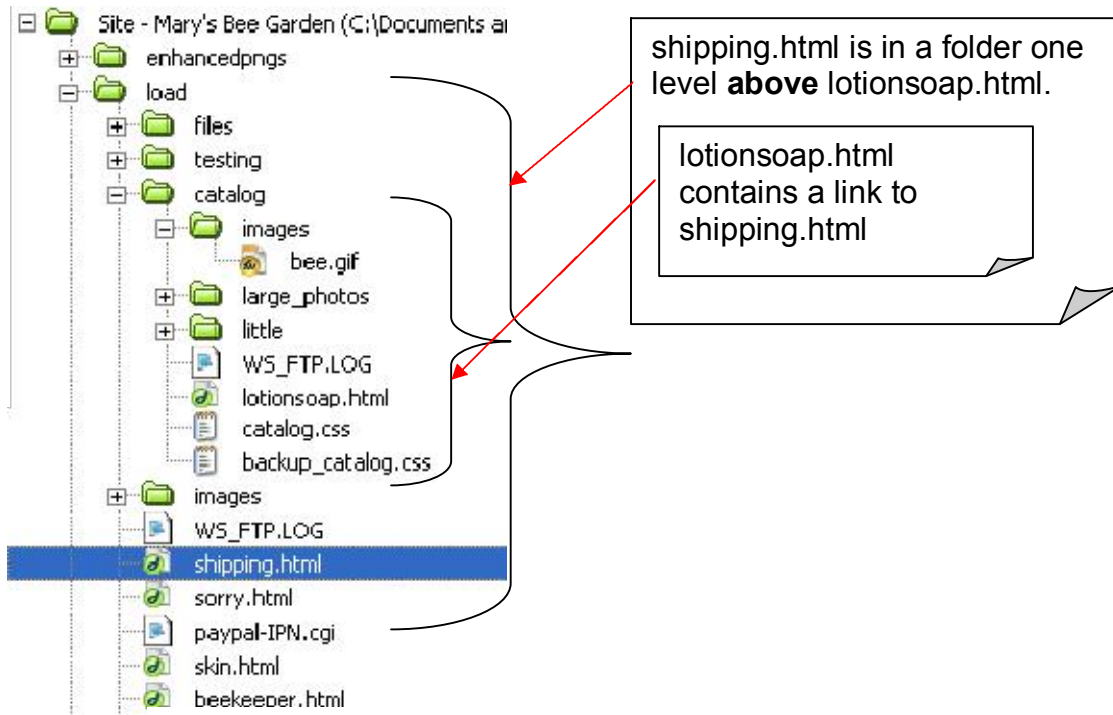 Site - Mary's Bee Garden (C:\Documents ar
enhancedpngs
load
files
testing
catalog
images
bee.gif
large_photos
little
WS_FTP.LOG
lotionsoap.html
catalog.css
backup_catalog.css
images
WS_FTP.LOG
shipping.html
sorry.html
paypal-IPN.cgi
skin.html
beekeeper.html
shipping.html is in a folder one
level above lotionsoap.html.
lotionsoap.html
contains a link to
shipping.html